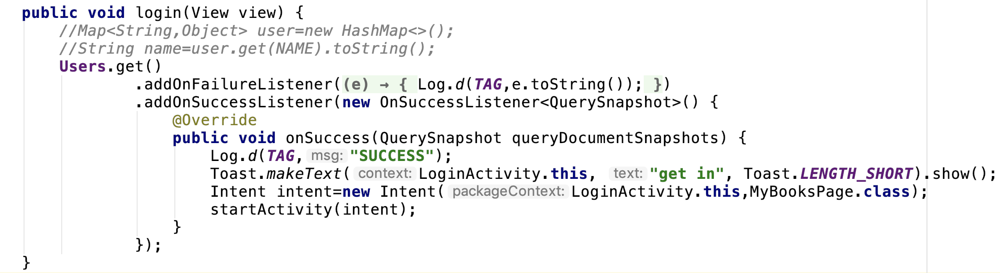 public void login(View view) {
//Map<String,Object> user=new HashMap<>();
//String name=user.get(NAME).toString();
Users.get()
.addOnFailureListener((e) → { Log.d(TAG,e.toString()); })
.addOnSuccessListener(new OnSuccessListener<QuerySnapshot>() {
@Override
public void onSuccess(QuerySnapshot queryDocumentSnapshots) {
Log.d(TAG, msg: "SUCCESS");
Toast.makeText( context: LoginActivity.this, text: "get in", Toast.LENGTH_SHORT).show();
Intent intent=new Intent( packageContext: LoginActivity.this,MyBooksPage.class);
startActivity(intent);
}
});
}